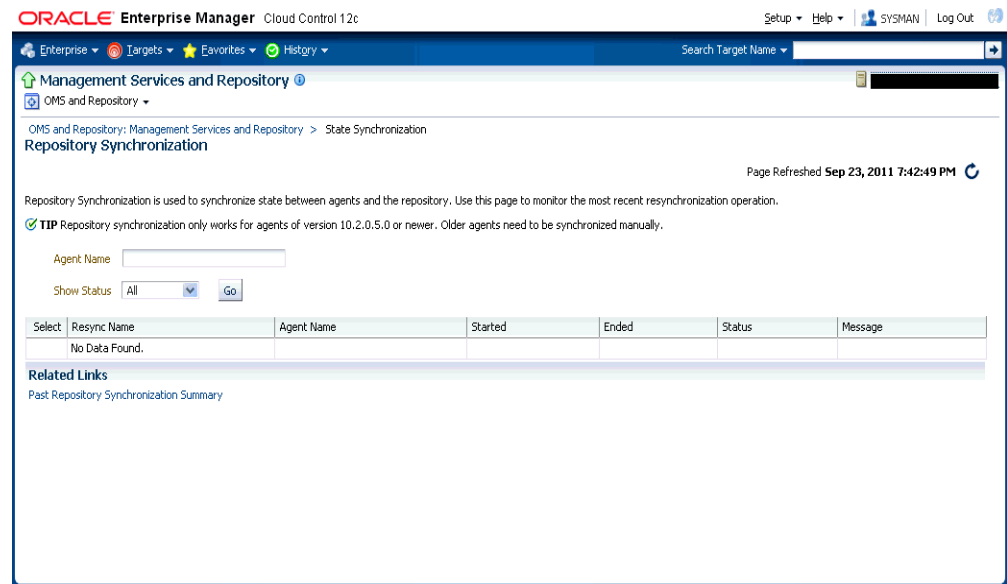 ORACLE Enterprise Manager Cloud Control 12c
Setup Help SYSMAN Log Out
Enterprise Targets Favorites History Search Target Name
Management Services and Repository
OMS and Repository
OMS and Repository: Management Services and Repository > State Synchronization
Repository Synchronization
Page Refreshed Sep 23, 2011 7:42:49 PM
Repository Synchronization is used to synchronize state between agents and the repository. Use this page to monitor the most recent resynchronization operation.
TIP Repository synchronization only works for agents of version 10.2.0.5.0 or newer. Older agents need to be synchronized manually.
Agent Name
Show Status All Go
Select Resync Name Agent Name Started Ended Status Message
No Data Found.
Related Links
Past Repository Synchronization Summary